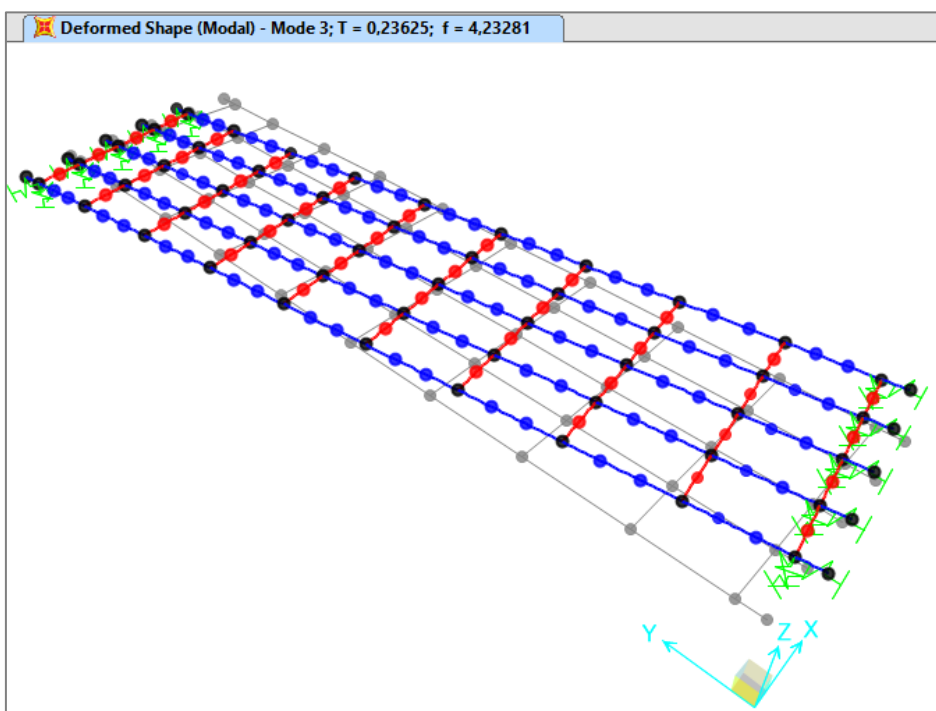 Deformed Shape (Modal) - Mode 3; T = 0,23625; f = 4,23281
Y
Z
X